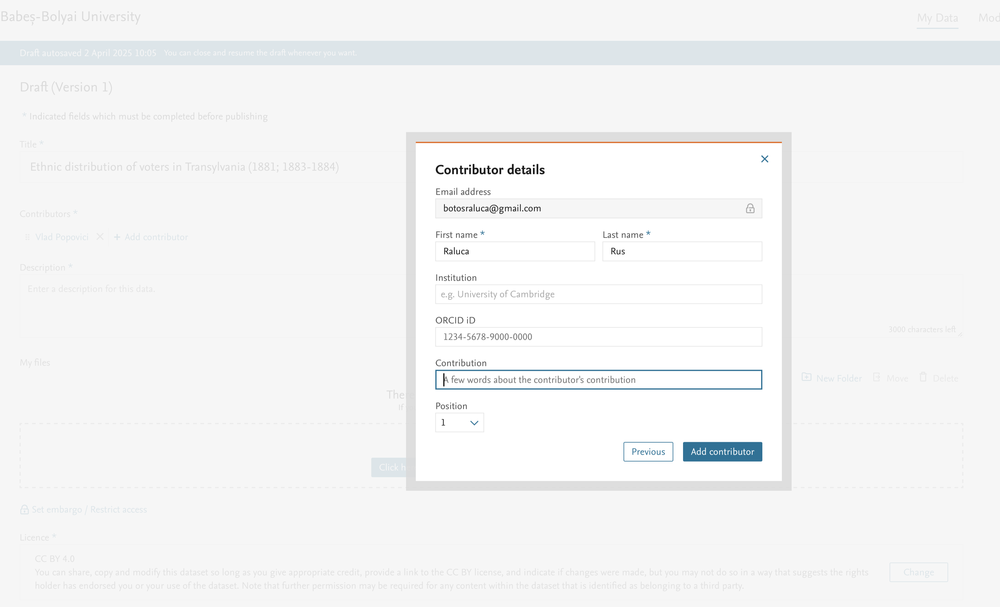 Babeș-Bolyai University
My Data
Draft autosaved 2 April 2025 10:05 You can close and resume the draft whenever you want.
Draft (Version 1)
* Indicated fields which must be completed before publishing
Title *
Ethnic distribution of voters in Transylvania (1881; 1883-1884)
Contributors *
Vlad Popovici
+ Add contributor
Description *
Enter a description for this data.
3000 characters left
My files
New Folder
Move
Delete
Set embargo / Restrict access
Licence *
CC BY 4.0
You can share, copy and modify this dataset so long as you give appropriate credit, provide a link to the CC BY license, and indicate if changes were made, but you may not do so in a way that suggests the rights
holder has endorsed you or your use of the dataset. Note that further permission may be required for any content within the dataset that is identified as belonging to a third party.
Change
Contributor details
Email address
botosraluca@gmail.com
First name *
Last name *
Raluca
Rus
Institution
e.g. University of Cambridge
ORCID iD
1234-5678-9000-0000
Contribution
A few words about the contributor's contribution
Position
1
Previous
Add contributor